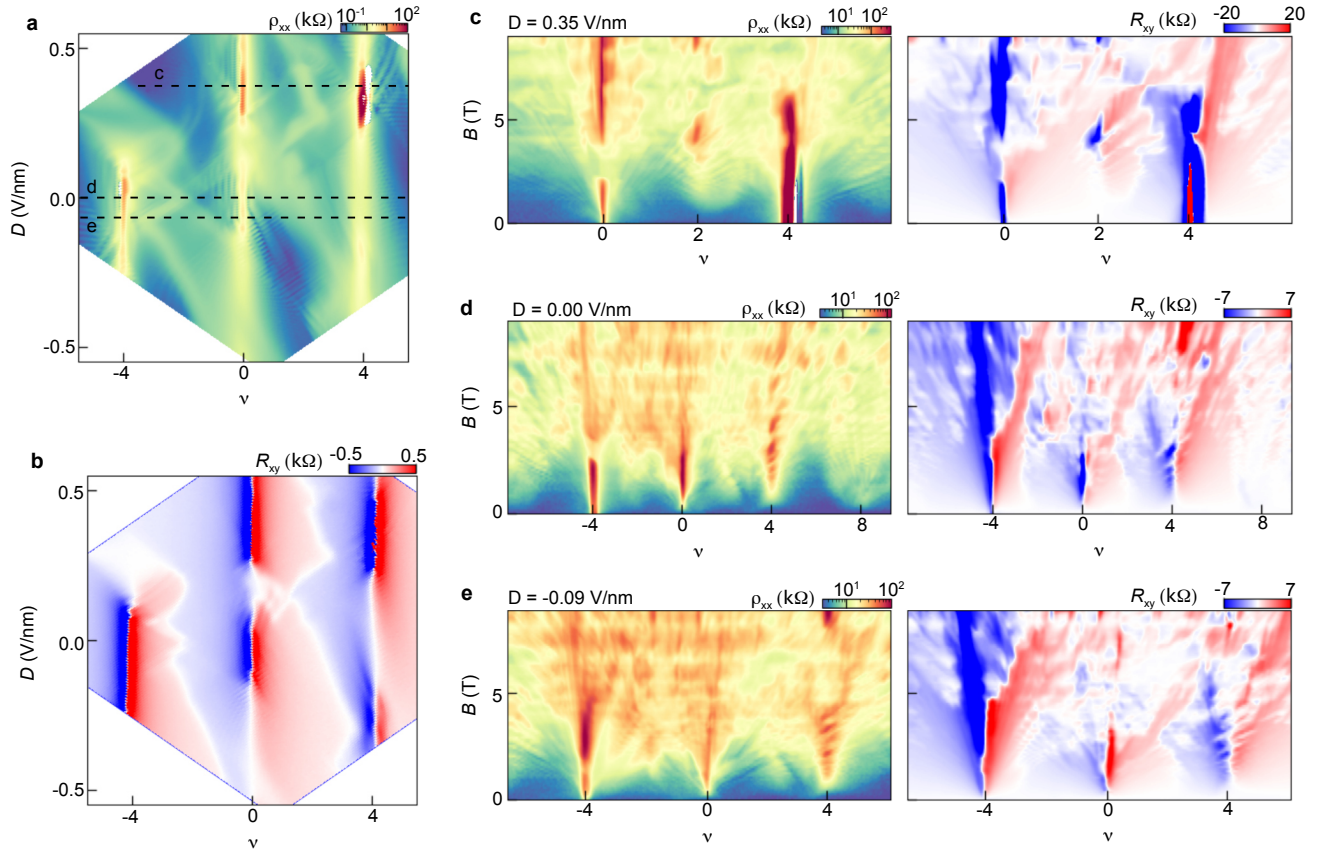 a
ρxx (kΩ)
10-1 102
0.5
0.0
-0.5
D (V/nm)
c
d
e
-4 0 4
ν
b
Rxy (kΩ)
-0.5 0.5
0.5
0.0
-0.5
D (V/nm)
-4 0 4
ν
c D = 0.35 V/nm
ρxx (kΩ)
101 102
B (T)
5
0
0 2 4
ν
Rxy (kΩ)
-20 20
0 2 4
ν
d D = 0.00 V/nm
ρxx (kΩ)
101 102
B (T)
5
0
-4 0 4 8
ν
Rxy (kΩ)
-7 7
-4 0 4 8
ν
e D = -0.09 V/nm
ρxx (kΩ)
101 102
B (T)
5
0
-4 0 4
ν
Rxy (kΩ)
-7 7
-4 0 4
ν